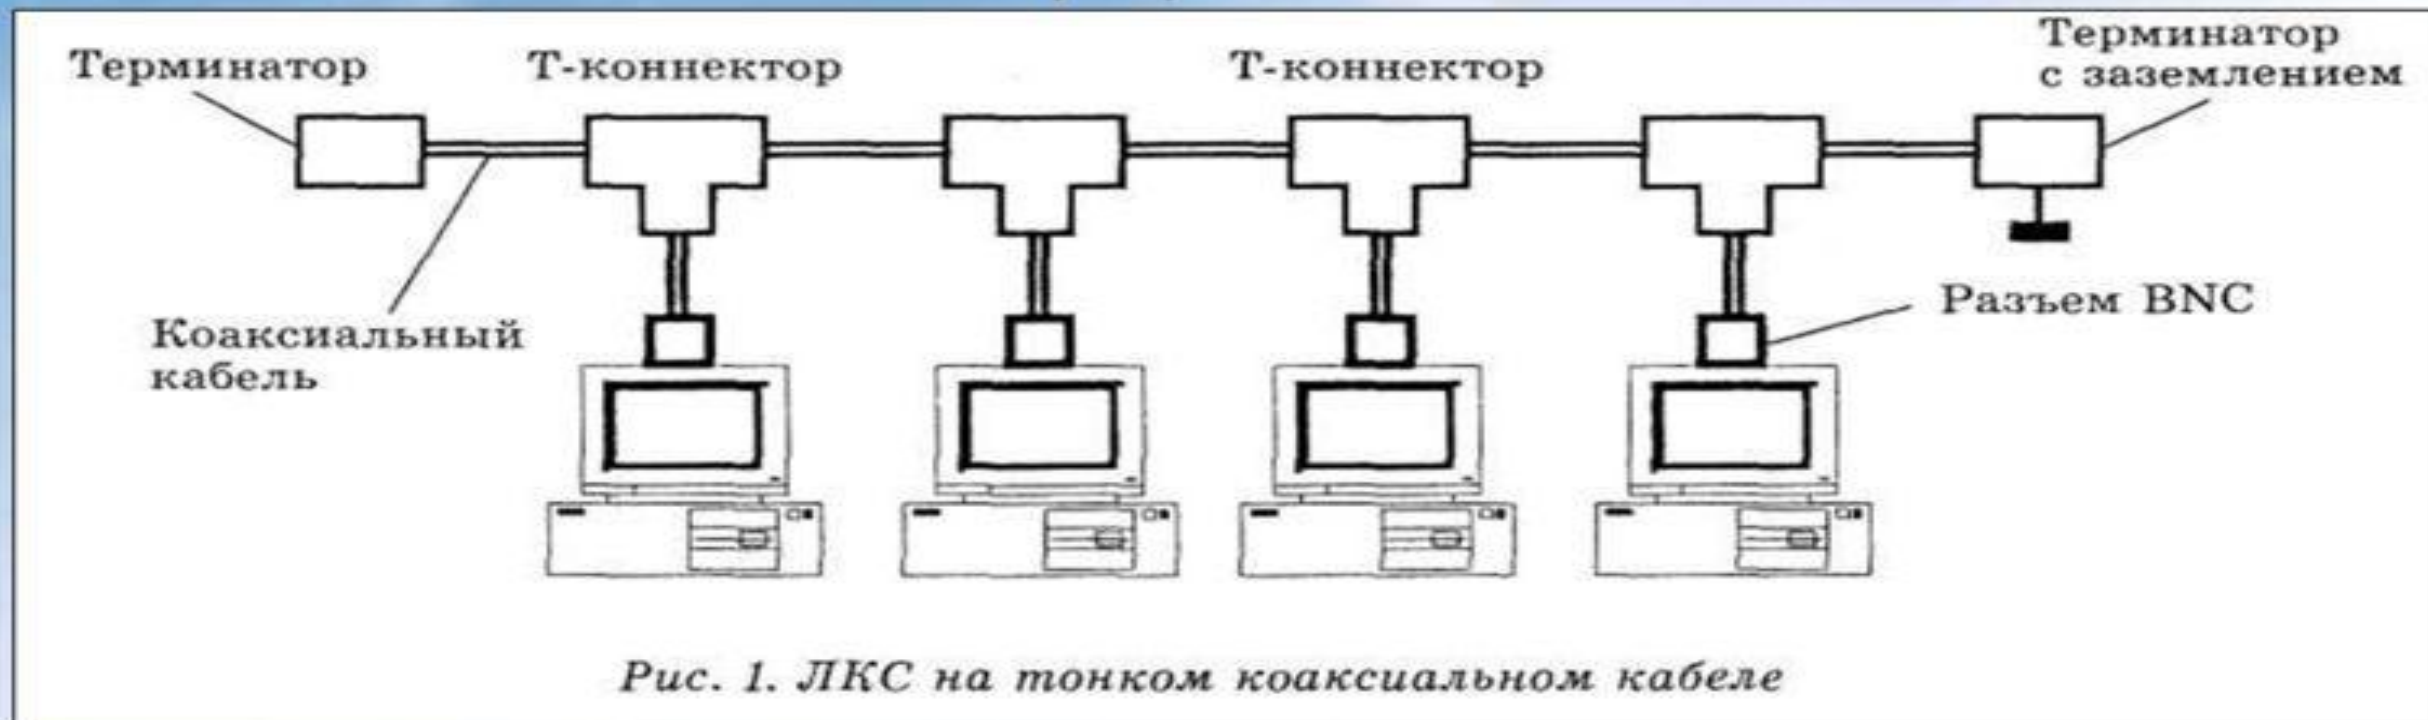 Терминатор
Т-коннектор
Т-коннектор
Терминатор
с заземлением
Коаксиальный
кабель
Разъем BNC
Рис. 1. ЛКС на тонком коаксиальном кабеле